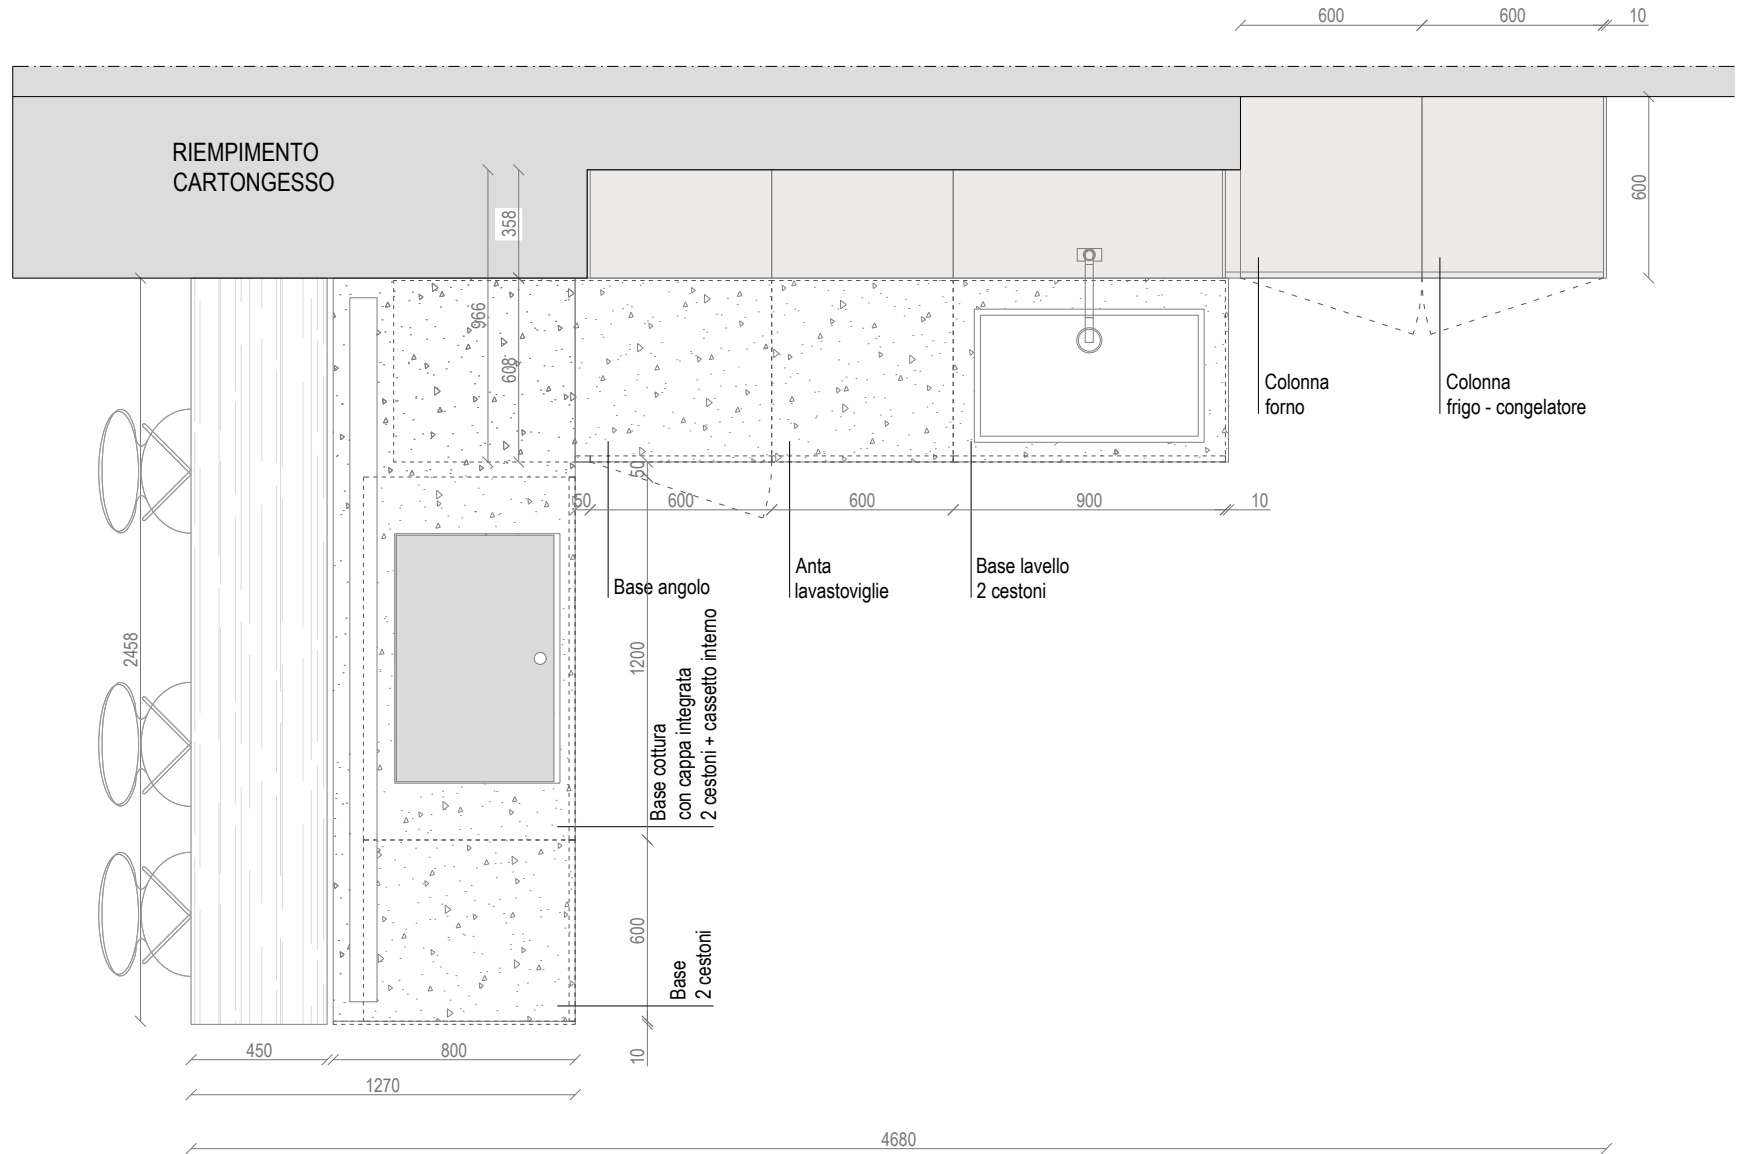 600
600
10
RIEMPIMENTO
CARTONGESSO
600
358
966
608
Colonna
forno
Colonna
frigo - congelatore
50
50
600
600
900
10
Base angolo
Anta
lavastoviglie
Base lavello
2 cestoni
2458
1200
Base cottura
con cappa integrata
2 cestoni + cassetto interno
600
Base
2 cestoni
10
450
800
1270
4680